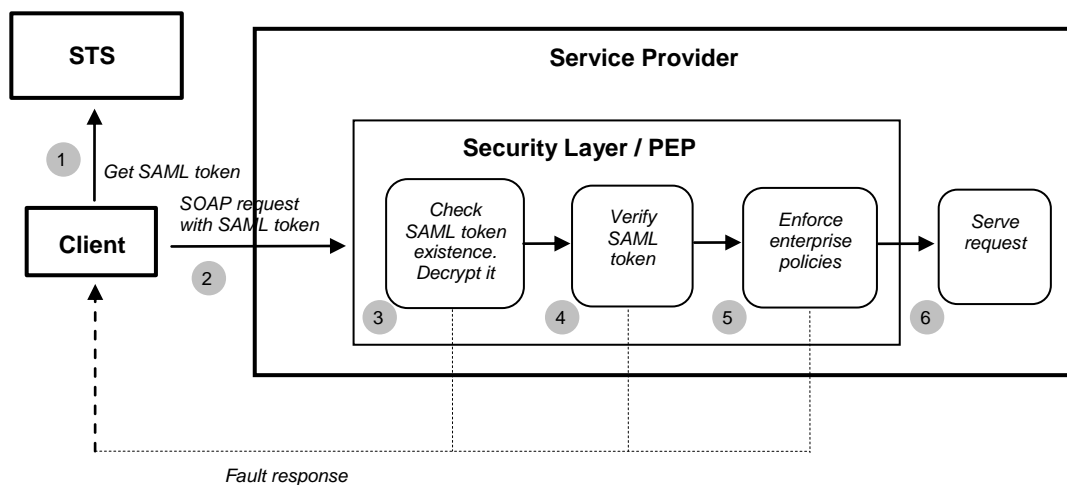 STS
Service Provider
Security Layer / PEP
1
Get SAML token
SOAP request
with SAML token
Client
2
Check
SAML token
existence.
Decrypt it
3
Verify
SAML
token
4
Enforce
enterprise
policies
5
Serve
request
6
Fault response